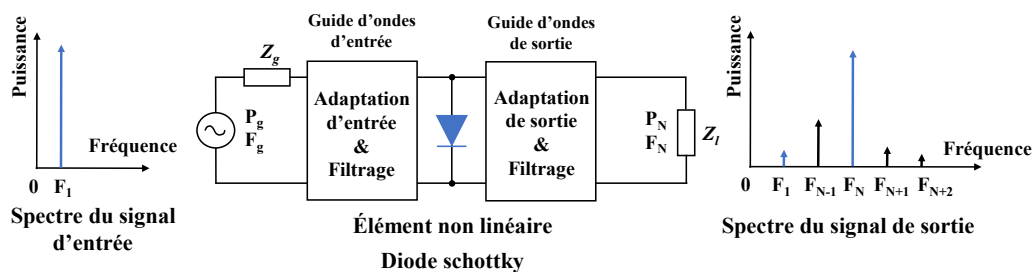 Puissance
Fréquence
0
F1
Spectre du signal
d'entrée
Guide d'ondes
d'entrée
Zg
Pg
Fg
Adaptation
d'entrée
&
Filtrage
Guide d'ondes
de sortie
Adaptation
de sortie
&
Filtrage
PN
FN
Zl
Élément non linéaire
Diode schottky
Puissance
Fréquence
0
F1
FN-1
FN
FN+1
FN+2
Spectre du signal de sortie